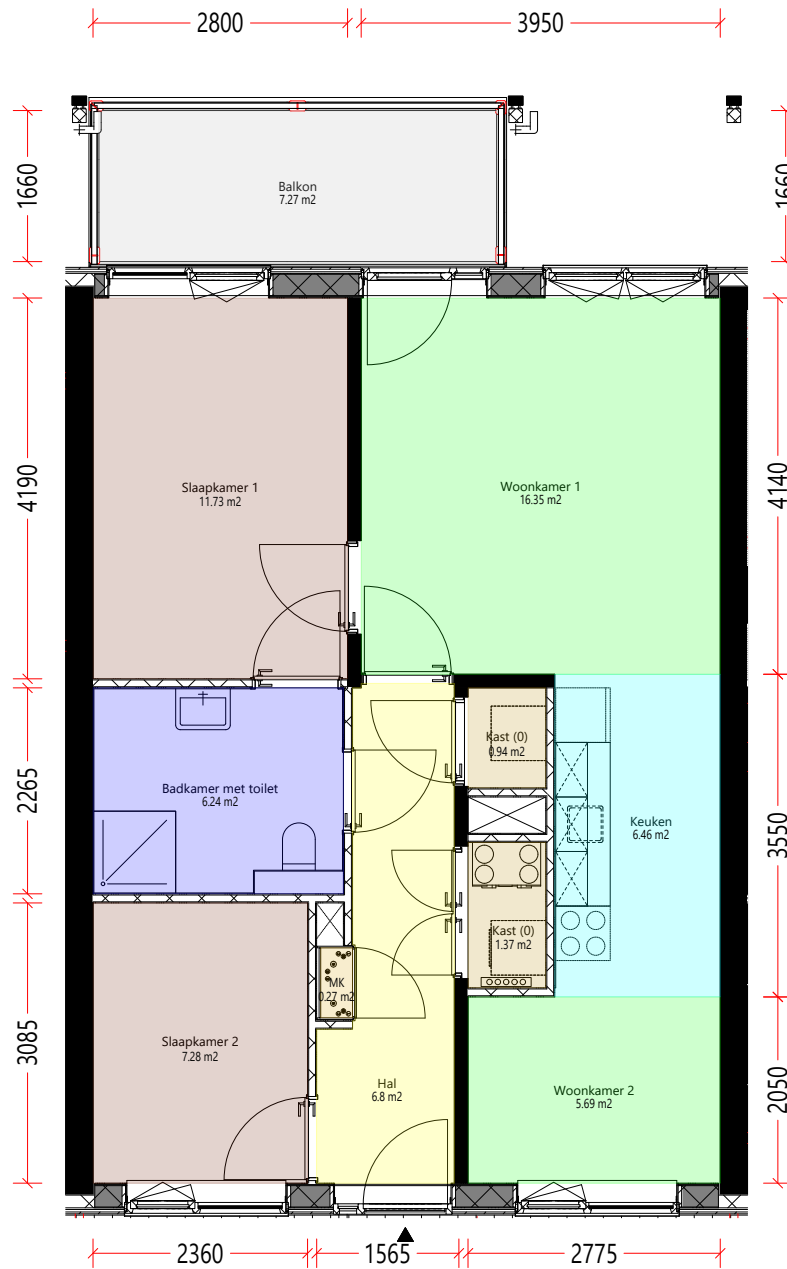 2800
3950
1660
1660
Balkon
7.27 m2
4190
4140
Slaapkamer 1
11.73 m2
Woonkamer 1
16.35 m2
Kast (0)
0.94 m2
2265
Badkamer met toilet
6.24 m2
Keuken
6.46 m2
3550
Kast (0)
1.37 m2
MK
0.27 m2
3085
Slaapkamer 2
7.28 m2
Hal
6.8 m2
Woonkamer 2
5.69 m2
2050
2360
1565
2775